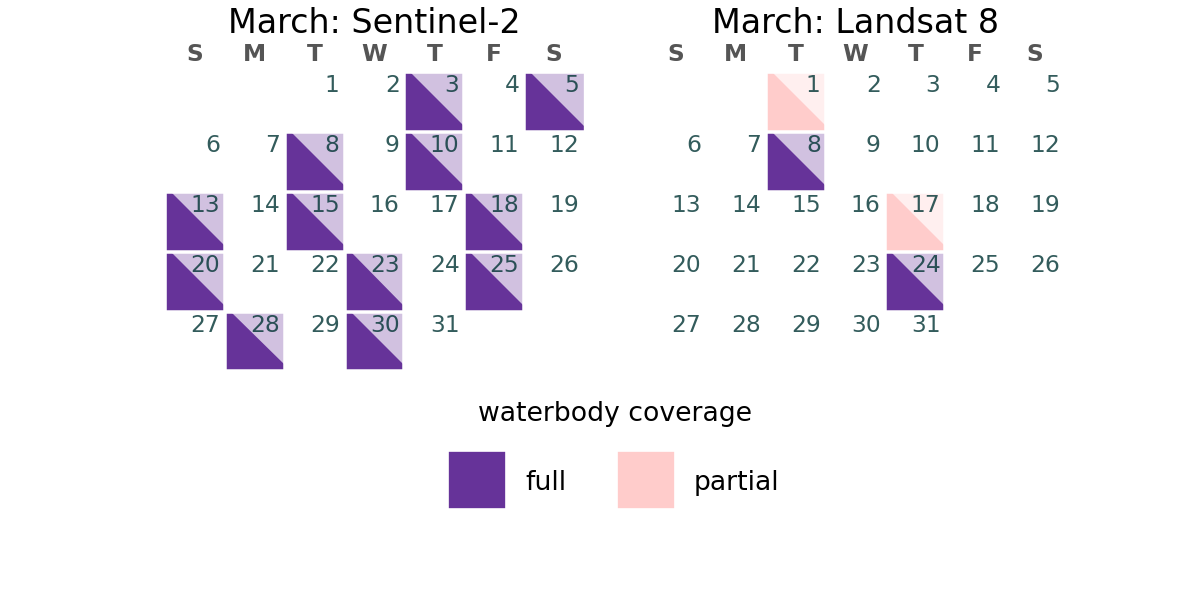 March: Sentinel-2
S M T W T F S
1 2 3 4 5
6 7 8 9 10 11 12
13 14 15 16 17 18 19
20 21 22 23 24 25 26
27 28 29 30 31
March: Landsat 8
S M T W T F S
1 2 3 4 5
6 7 8 9 10 11 12
13 14 15 16 17 18 19
20 21 22 23 24 25 26
27 28 29 30 31
waterbody coverage
full
partial